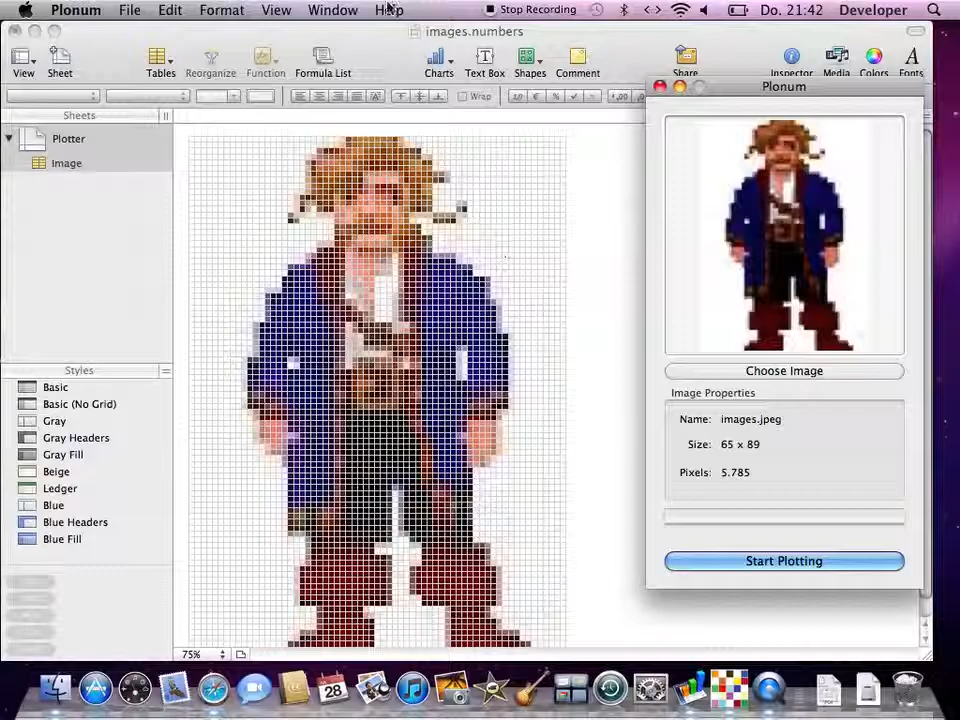 Plonum File Edit Format View Window Help Stop Recording Do. 21:42 Developer
images.numbers
View Sheet Tables Reorganize Function Formula List Charts Text Box Shapes Comment Share Inspector Media Colors Fonts
Wrap
Sheets
Plotter
Image
Styles
Basic
Basic (No Grid)
Gray
Gray Headers
Gray Fill
Beige
Ledger
Blue
Blue Headers
Blue Fill
75%
Plonum
Choose Image
Image Properties
Name: images.jpeg
Size: 65 x 89
Pixels: 5.785
Start Plotting
28